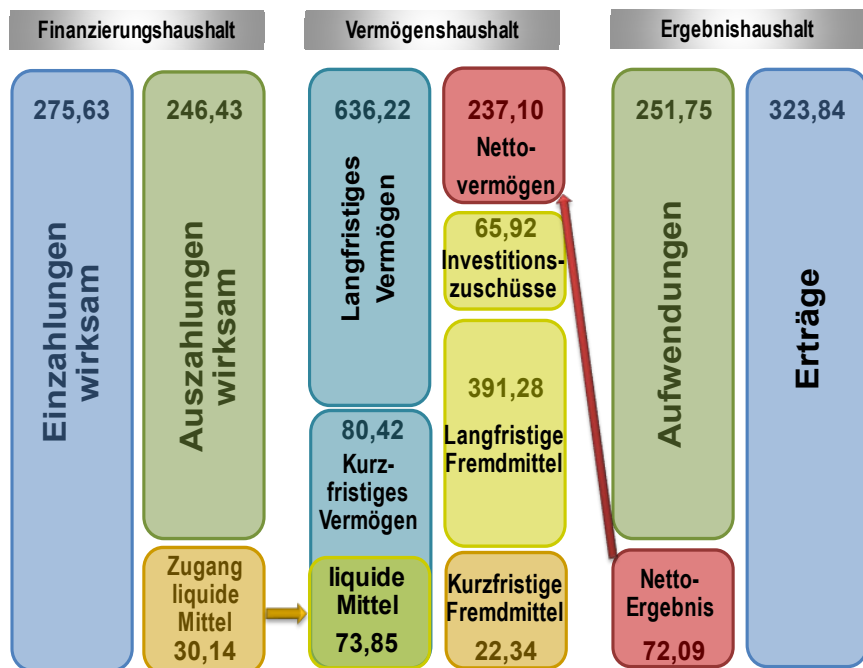 Finanzierungshaushalt
Vermögenshaushalt
Ergebnishaushalt
275,63
Einzahlungen
wirksam
246,43
Auszahlungen
wirksam
Zugang
liquide
Mittel
30,14
636,22
Langfristiges
Vermögen
80,42
Kurz-
fristiges
Vermögen
liquide
Mittel
73,85
237,10
Netto-
vermögen
65,92
Investitions-
zuschüsse
391,28
Langfristige
Fremdmittel
Kurzfristige
Fremdmittel
22,34
251,75
Aufwendungen
Netto-
Ergebnis
72,09
323,84
Erträge